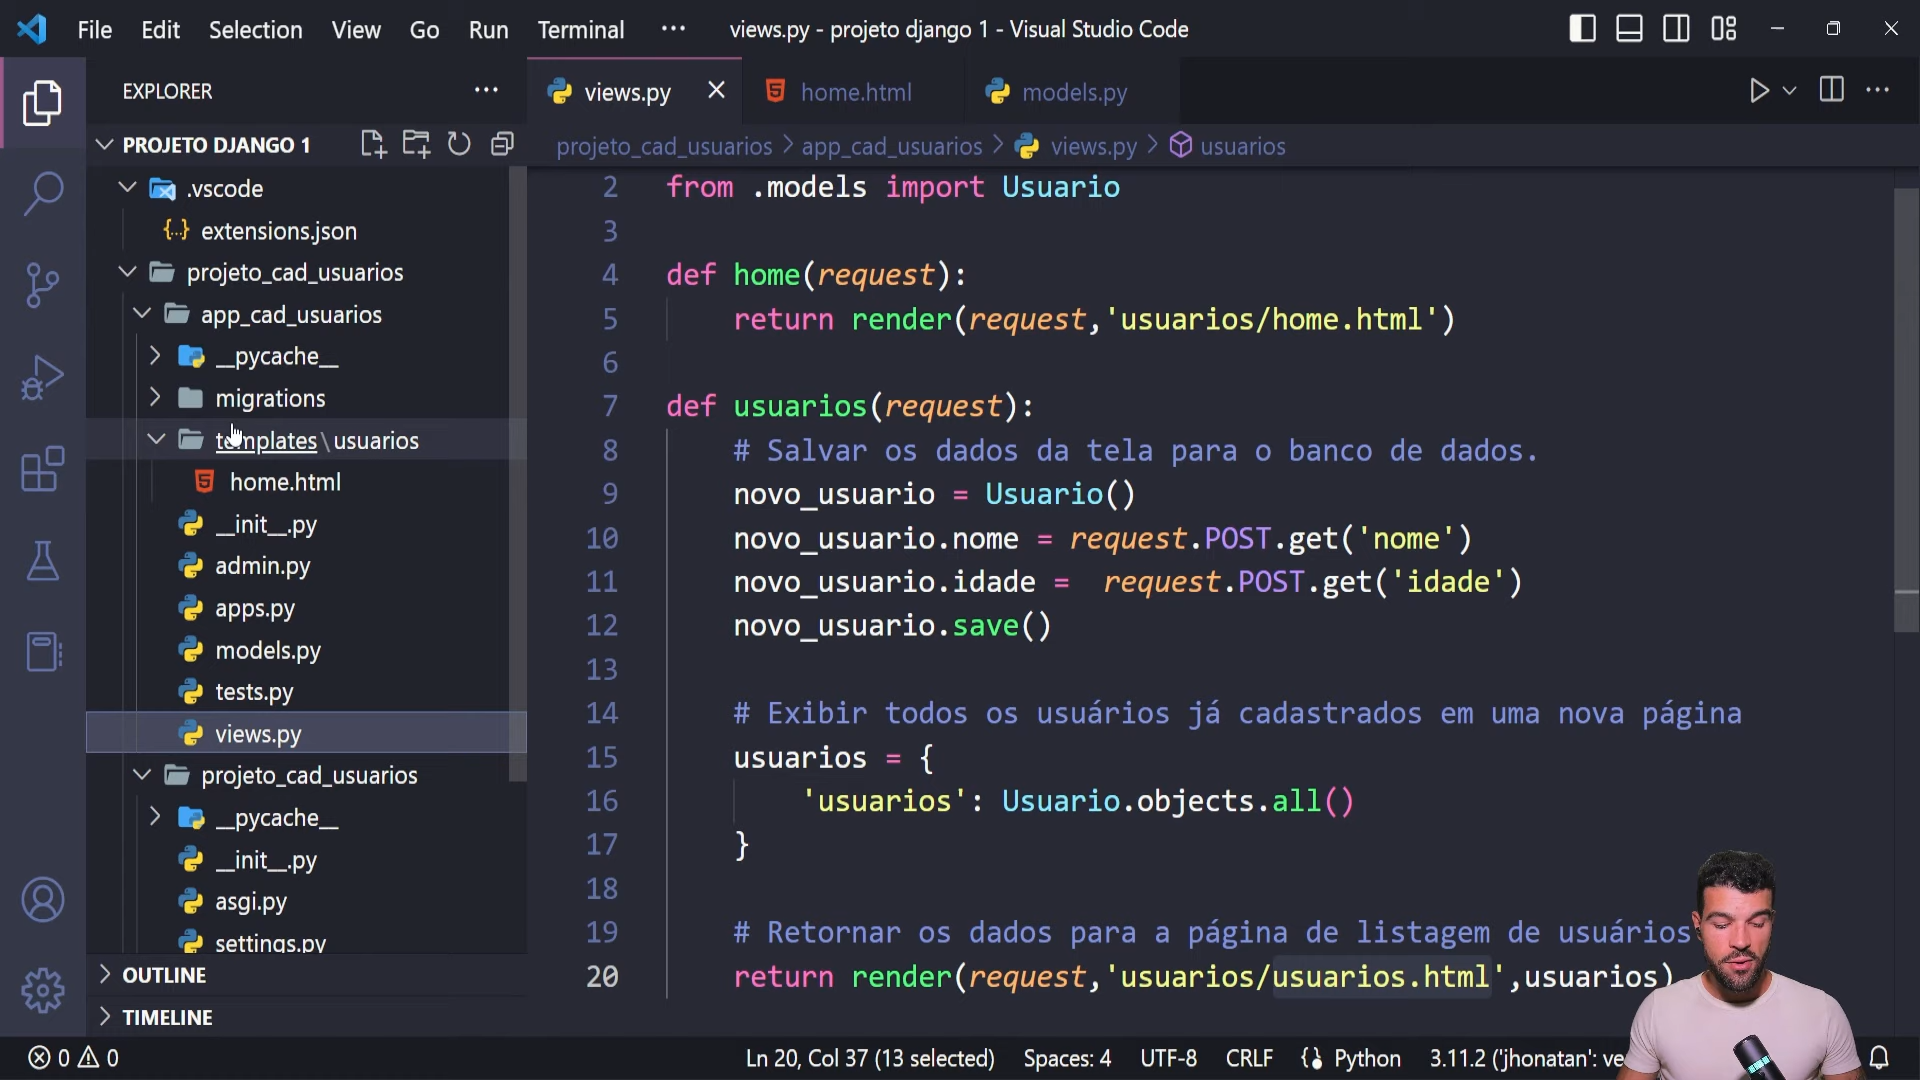 File Edit Selection View Go Run Terminal ··· views.py - projeto django 1 - Visual Studio Code
EXPLORER
PROJETO DJANGO 1
.vscode
extensions.json
projeto_cad_usuarios
app_cad_usuarios
__pycache__
migrations
templates\usuarios
home.html
__init__.py
admin.py
apps.py
models.py
tests.py
views.py
projeto_cad_usuarios
__pycache__
__init__.py
asgi.py
settings.py
OUTLINE
TIMELINE
views.py home.html models.py
projeto_cad_usuarios > app_cad_usuarios > views.py > usuarios
2 from .models import Usuario
3
4 def home(request):
5 return render(request,'usuarios/home.html')
6
7 def usuarios(request):
8 # Salvar os dados da tela para o banco de dados.
9 novo_usuario = Usuario()
10 novo_usuario.nome = request.POST.get('nome')
11 novo_usuario.idade =  request.POST.get('idade')
12 novo_usuario.save()
13
14 # Exibir todos os usuários já cadastrados em uma nova página
15 usuarios = {
16 'usuarios': Usuario.objects.all()
17 }
18
19 # Retornar os dados para a página de listagem de usuários
20 return render(request,'usuarios/usuarios.html',usuarios)
0 0 Ln 20, Col 37 (13 selected) Spaces: 4 UTF-8 CRLF Python 3.11.2 ('jhonatan':